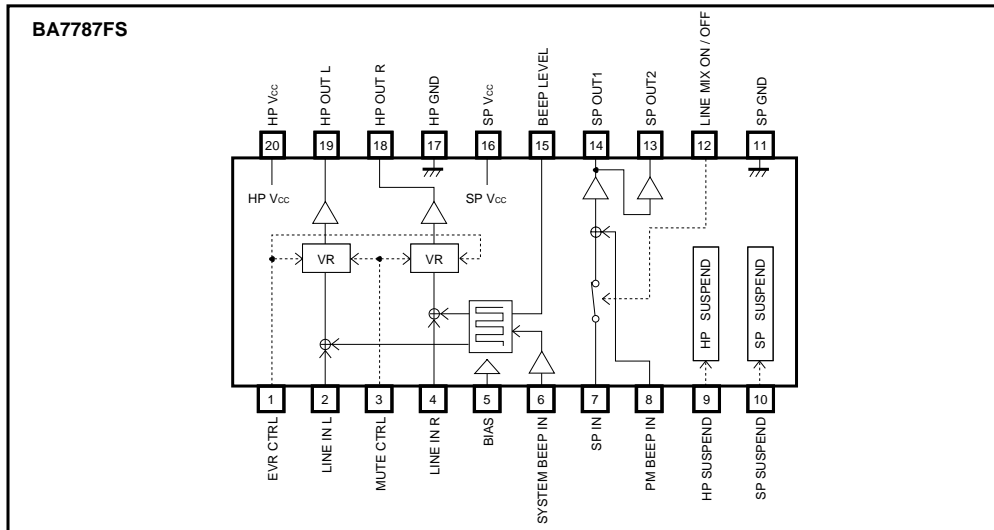 BA7787FS
HP Vcc
HP OUT L
HP OUT R
HP GND
SP Vcc
BEEP LEVEL
SP OUT1
SP OUT2
LINE MIX ON / OFF
SP GND
20
19
18
17
16
15
14
13
12
11
HP Vcc
SP Vcc
VR
VR
HP SUSPEND
SP SUSPEND
1
2
3
4
5
6
7
8
9
10
EVR CTRL
LINE IN L
MUTE CTRL
LINE IN R
BIAS
SYSTEM BEEP IN
SP IN
PM BEEP IN
HP SUSPEND
SP SUSPEND